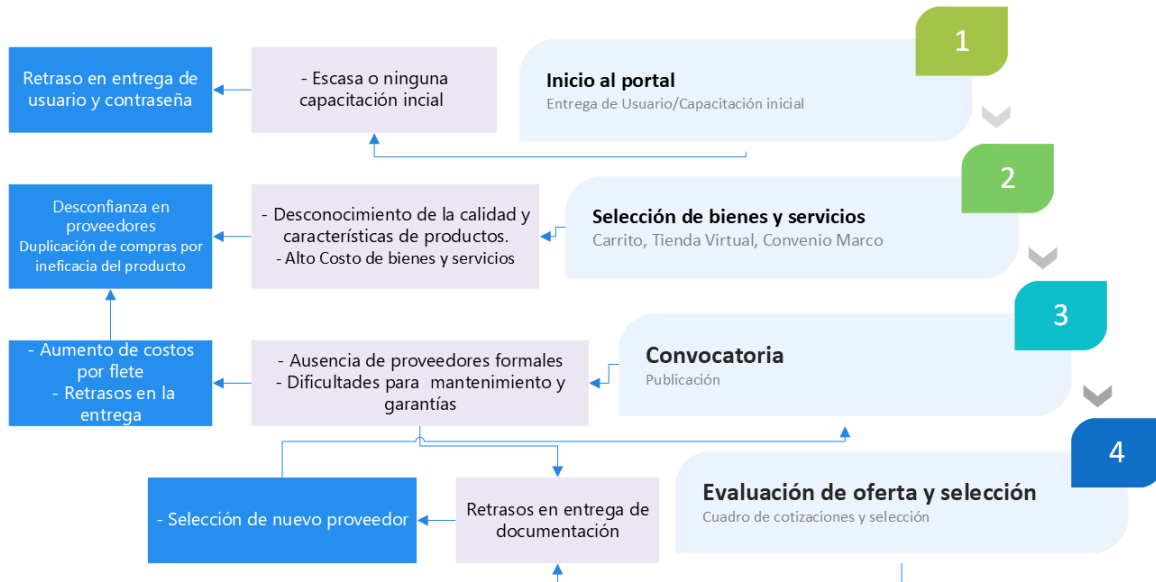 1
Retraso en entrega de
usuario y contraseña
- Escasa o ninguna
capacitación incial
Inicio al portal
Entrega de Usuario/Capacitación inicial
2
Desconfianza en
proveedores
Duplicación de compras por
ineficacia del producto
- Desconocimiento de la calidad y
características de productos.
- Alto Costo de bienes y servicios
Selección de bienes y servicios
Carrito, Tienda Virtual, Convenio Marco
3
- Aumento de costos
por flete
- Retrasos en la
entrega
- Ausencia de proveedores formales
- Dificultades para mantenimiento y
garantías
Convocatoria
Publicación
4
- Selección de nuevo proveedor
Retrasos en entrega de
documentación
Evaluación de oferta y selección
Cuadro de cotizaciones y selección